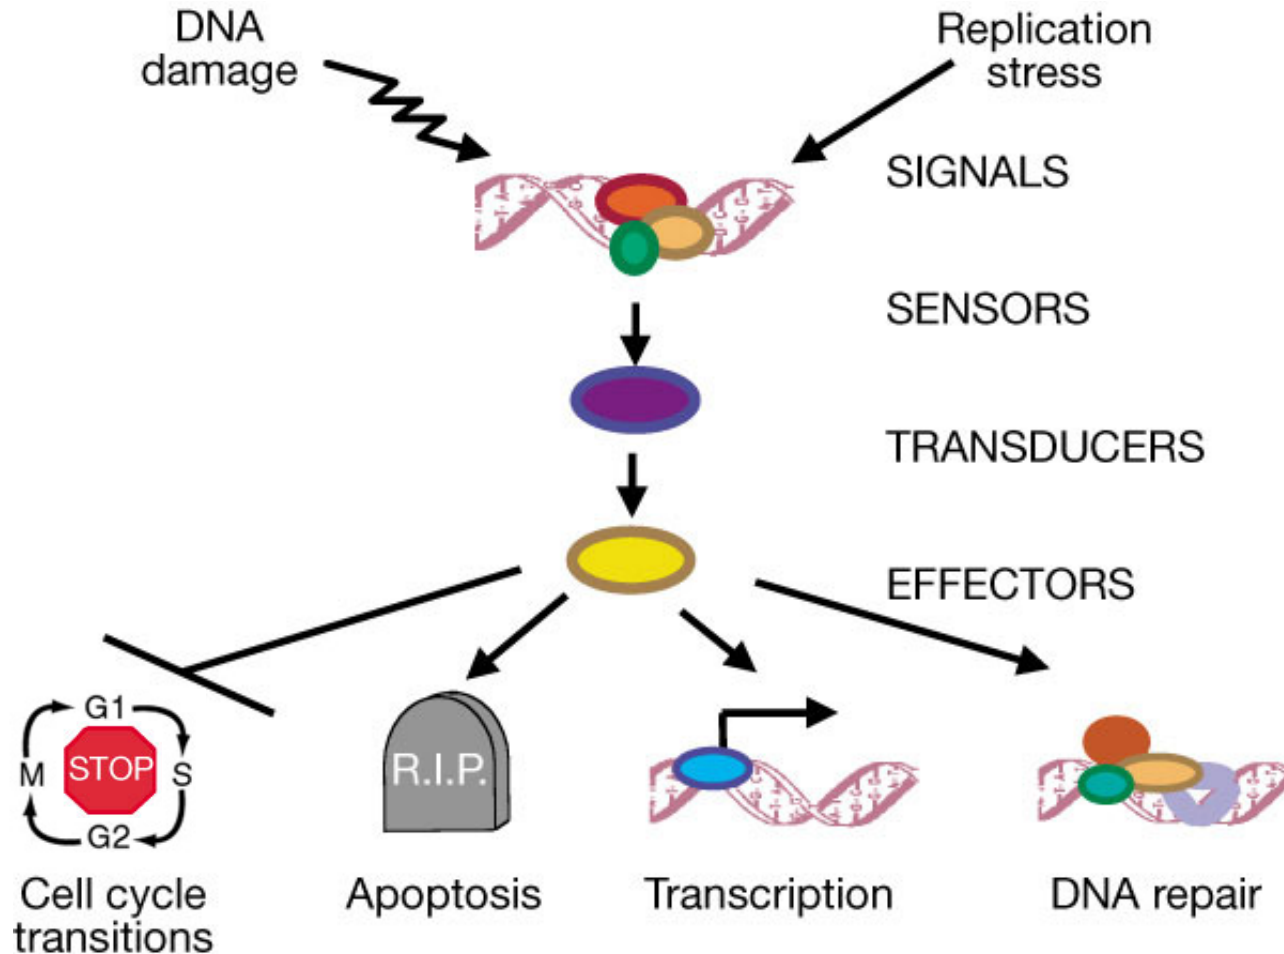 DNA
damage
Replication
stress
SIGNALS
SENSORS
TRANSDUCERS
EFFECTORS
G1
M
STOP
S
G2
R.I.P.
Cell cycle
transitions
Apoptosis
Transcription
DNA repair